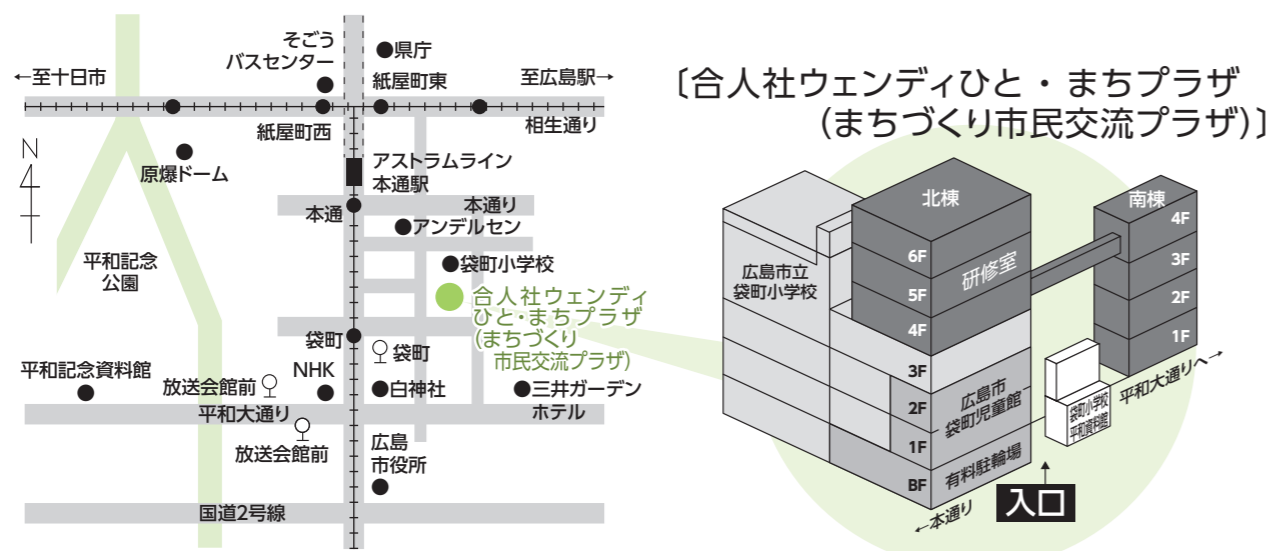 そごう
バスセンター
●県庁
←至十日市
紙屋町東
至広島駅→
紙屋町西
相生通り
N
原爆ドーム
アストラムライン
本通駅
本通
本通り
アンデルセン
平和記念
公園
袋町小学校
合人社ウェンディ
ひと・まちプラザ
(まちづくり
市民交流プラザ)
袋町
袋町
平和記念資料館
放送会館前
NHK
白神社
三井ガーデン
ホテル
平和大通り
放送会館前
広島
市役所
国道2号線
〔合人社ウェンディひと・まちプラザ
(まちづくり市民交流プラザ)〕
北棟
南棟
4F
6F
研修室
3F
広島市立
袋町小学校
5F
2F
4F
1F
3F
平和大通りへ→
2F
広島市
袋町児童館
袋町小学校
平和資料館
1F
BF
有料駐輪場
入口
←本通り